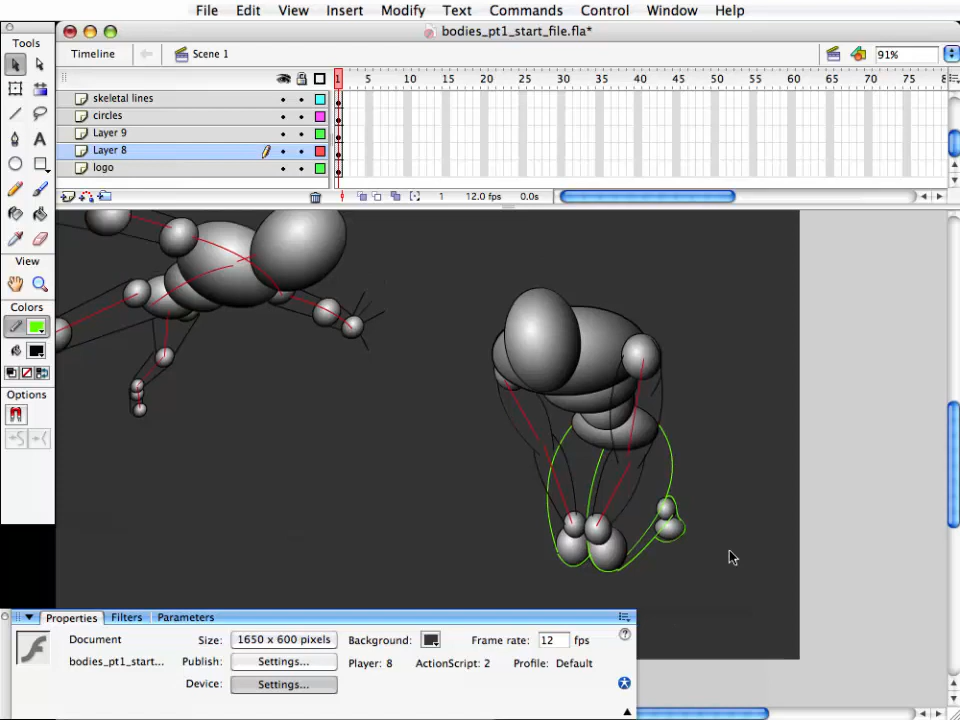 File Edit View Insert Modify Text Commands Control Window Help
Tools
bodies_pt1_start_file.fla*
Timeline
Scene 1
91%
1 5 10 15 20 25 30 35 40 45 50 55 60 65 70 75 8
skeletal lines
circles
Layer 9
Layer 8
logo
1 12.0 fps 0.0s
A
View
Colors
Options
Properties Filters Parameters
Document
Size: 1650 x 600 pixels Background: Frame rate: 12 fps
bodies_pt1_start... Publish: Settings... Player: 8 ActionScript: 2 Profile: Default
Device: Settings...
?